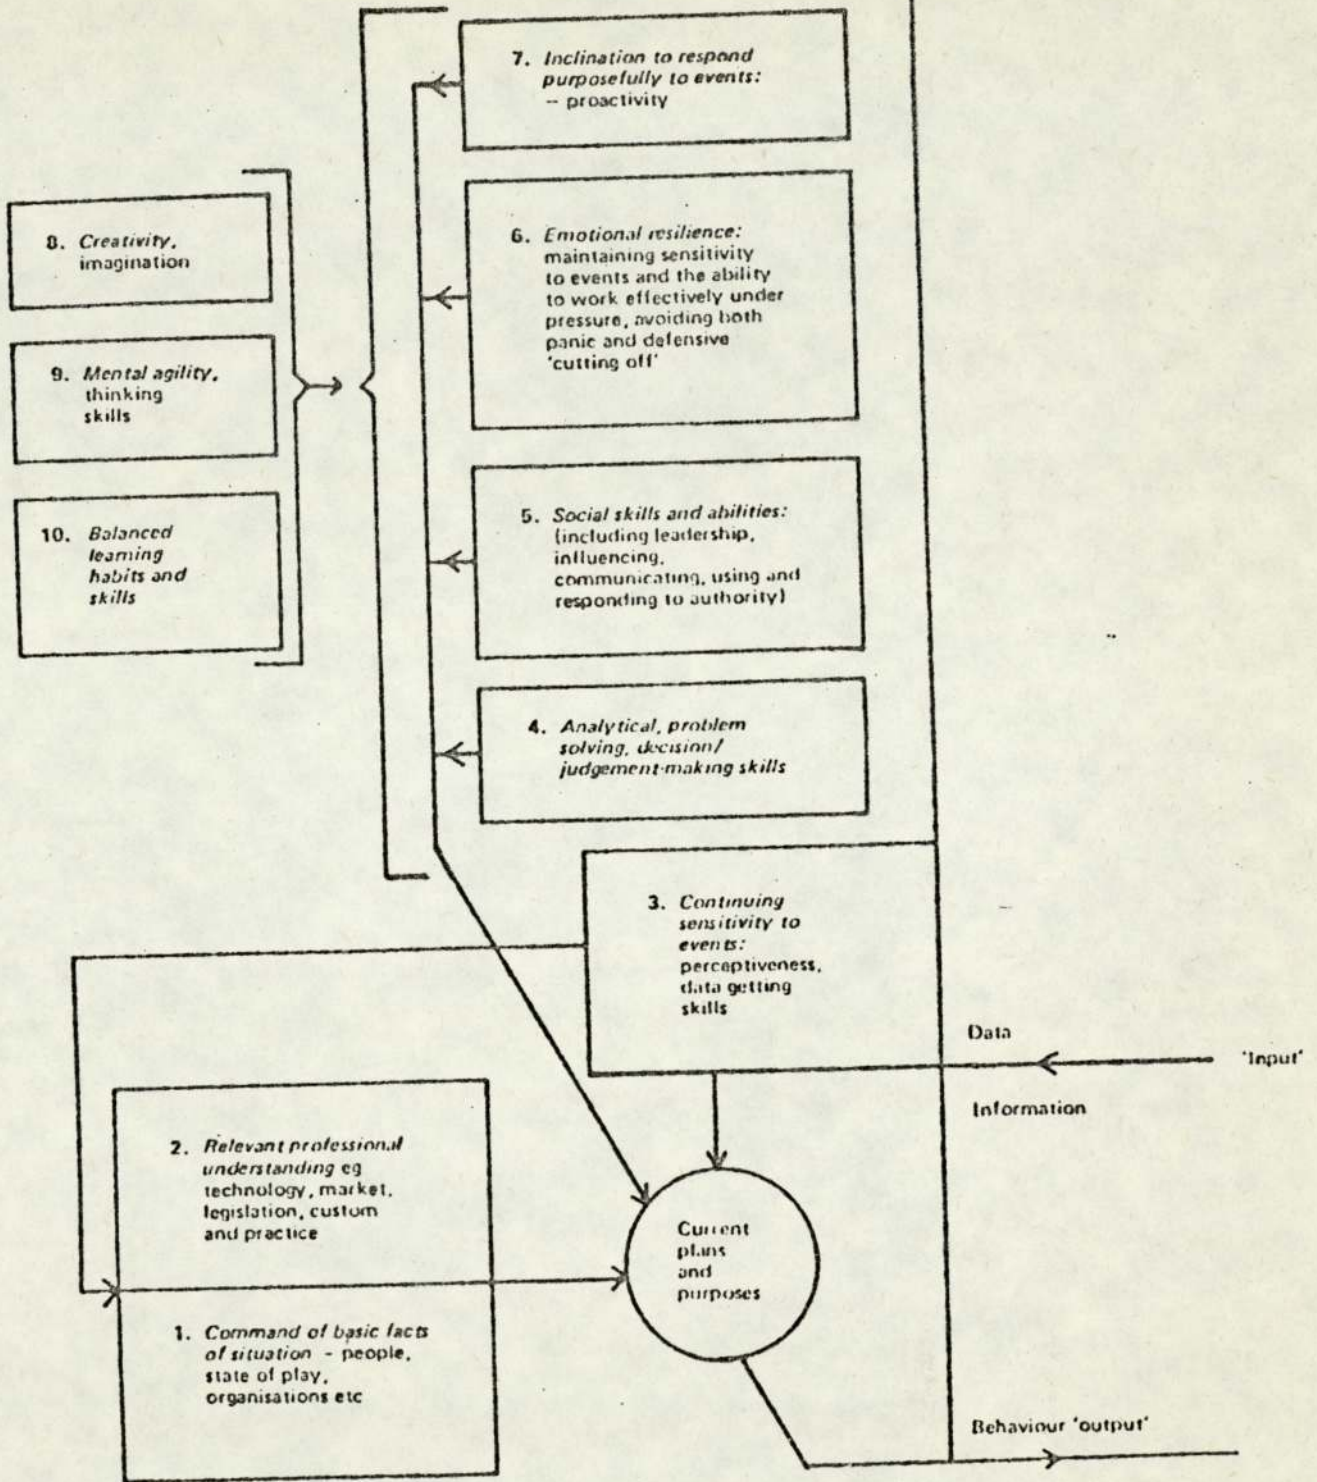 7. Inclination to respond
purposefully to events:
-- proactivity
8. Creativity,
imagination
6. Emotional resilience:
maintaining sensitivity
to events and the ability
to work effectively under
pressure, avoiding both
panic and defensive
'cutting off'
9. Mental agility,
thinking
skills
5. Social skills and abilities:
(including leadership,
influencing,
communicating, using and
responding to authority)
10. Balanced
learning
habits and
skills
4. Analytical, problem
solving, decision/
judgement-making skills
3. Continuing
sensitivity to
events:
perceptiveness,
data getting
skills
Data
'Input'
Information
2. Relevant professional
understanding eg
technology, market,
legislation, custom
and practice
Current
plans
and
purposes
1. Command of basic facts
of situation - people,
state of play,
organisations etc
Behaviour 'output'